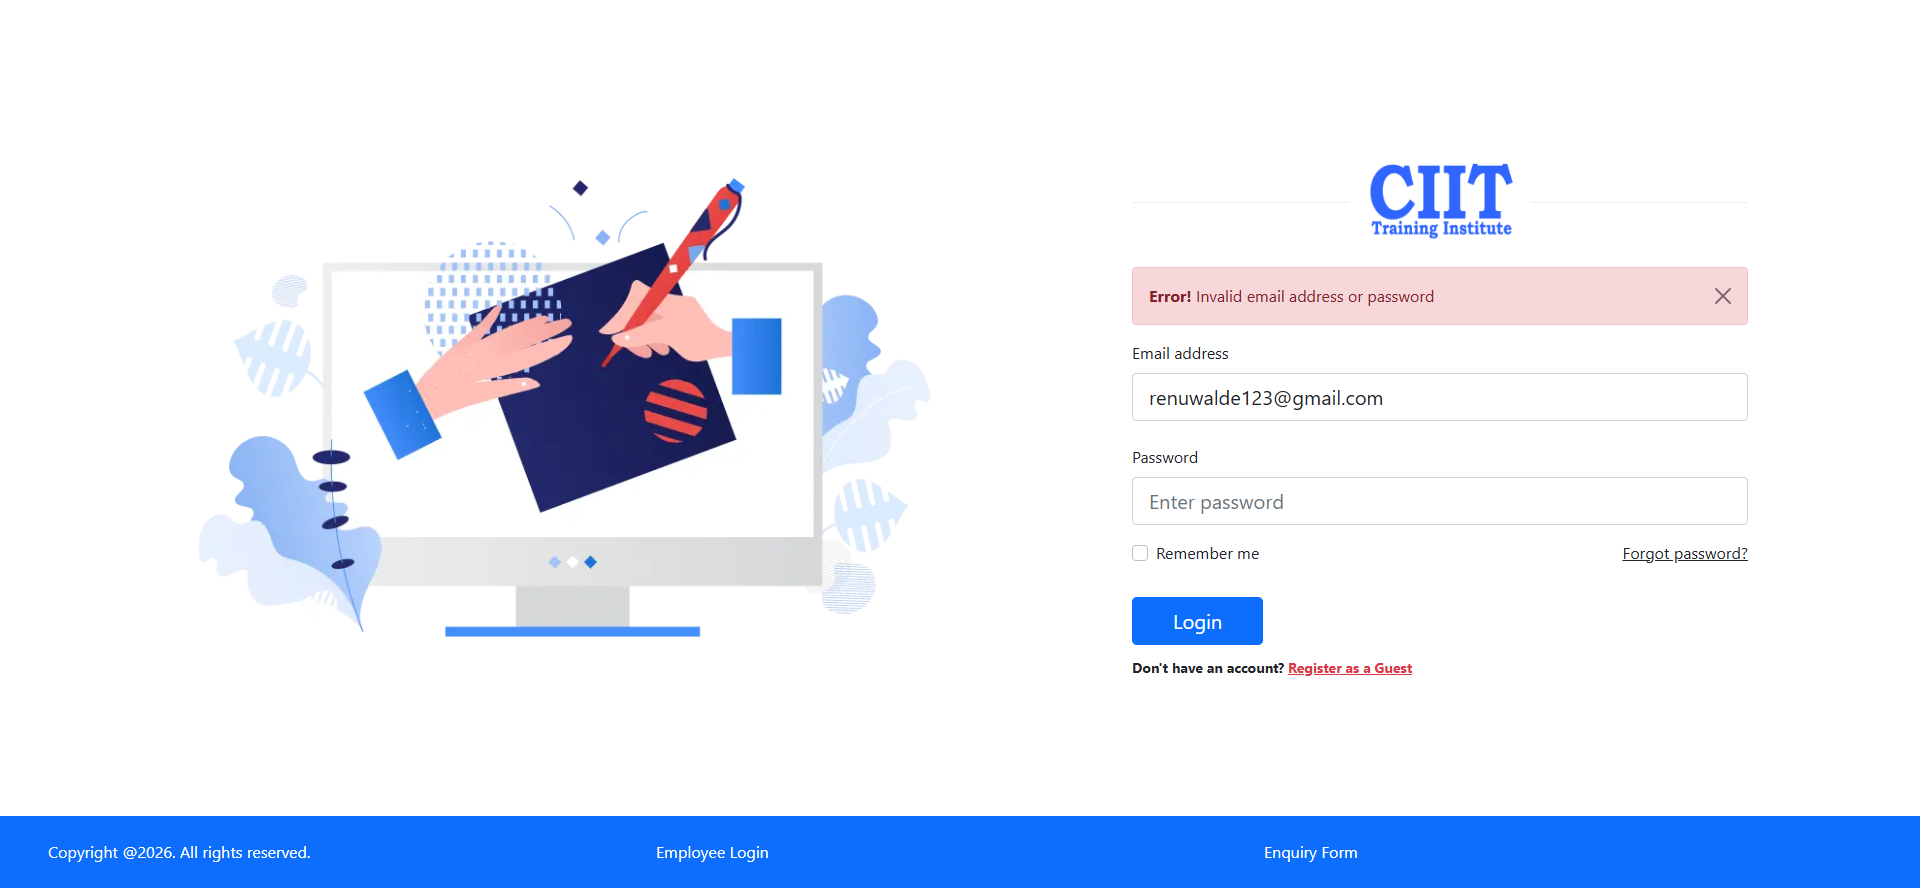 CIIT
Training Institute
Error! Invalid email address or password
Email address
renuwalde123@gmail.com
Password
Enter password
Remember me
Forgot password?
Login
Don't have an account? Register as a Guest
Copyright @2026. All rights reserved.
Employee Login
Enquiry Form